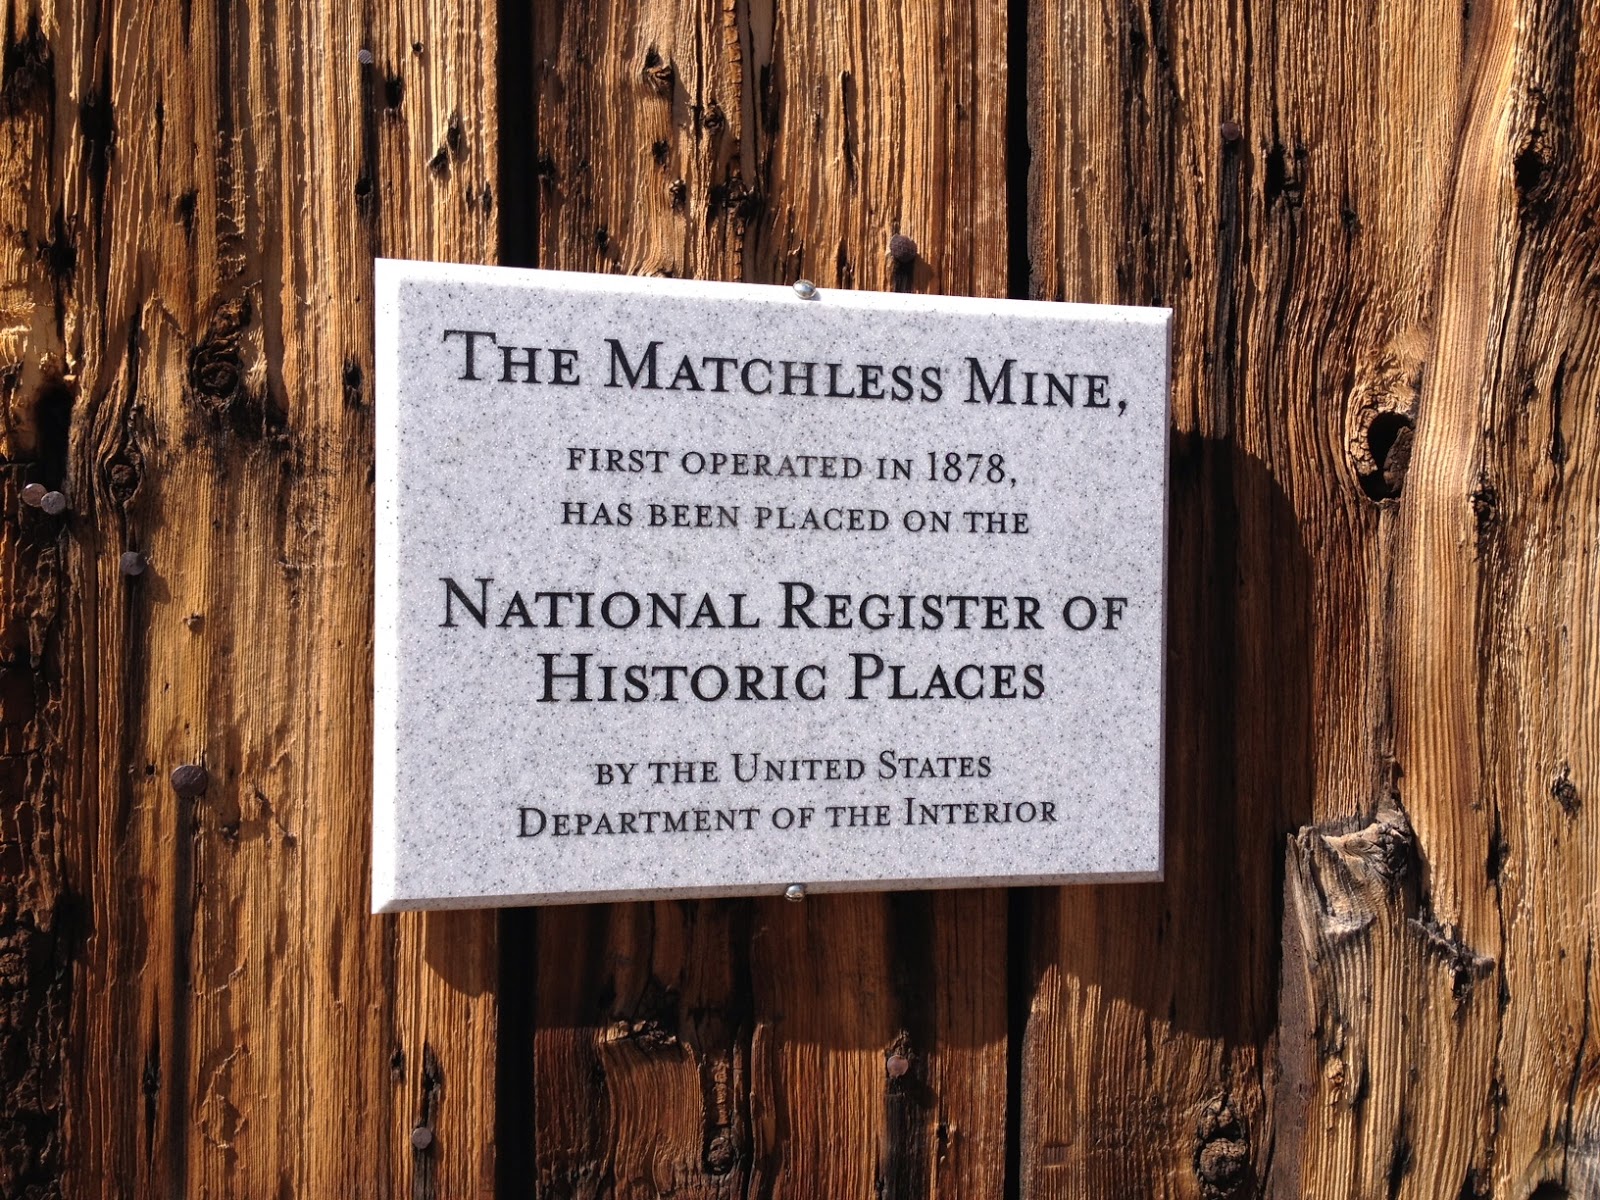 The Matchless Mine,
first operated in 1878,
has been placed on the
National Register of
Historic Places
by the United States
Department of the Interior